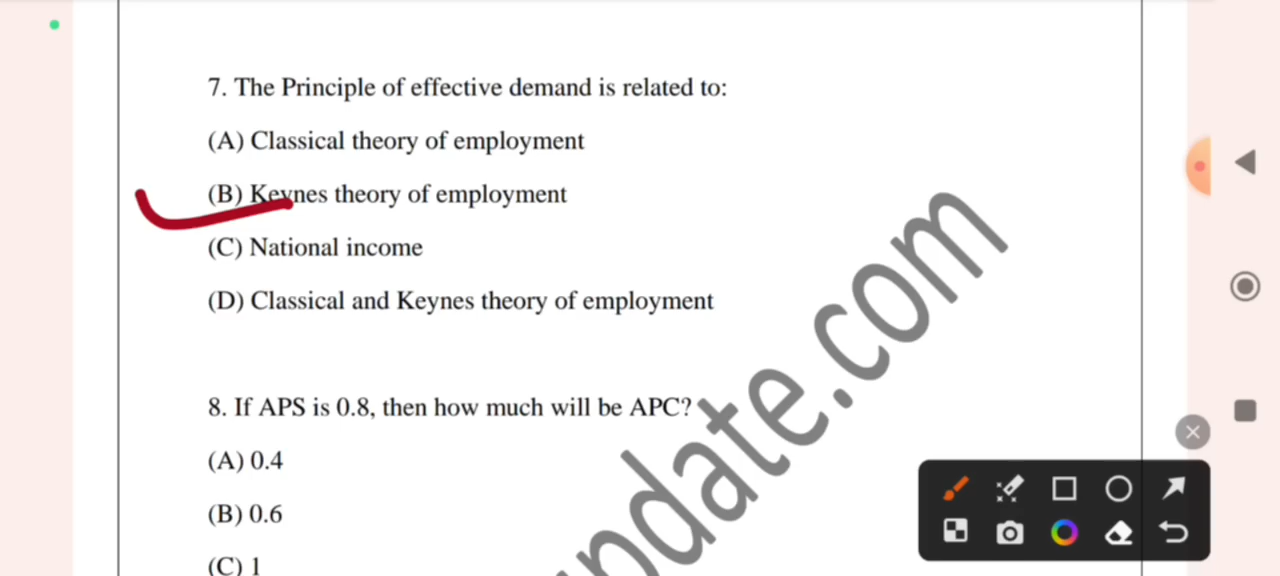 7. The Principle of effective demand is related to:
(A) Classical theory of employment
(B) Keynes theory of employment
(C) National income
(D) Classical and Keynes theory of employment
8. If APS is 0.8, then how much will be APC?
(A) 0.4
(B) 0.6
(C) 1
pdate.com